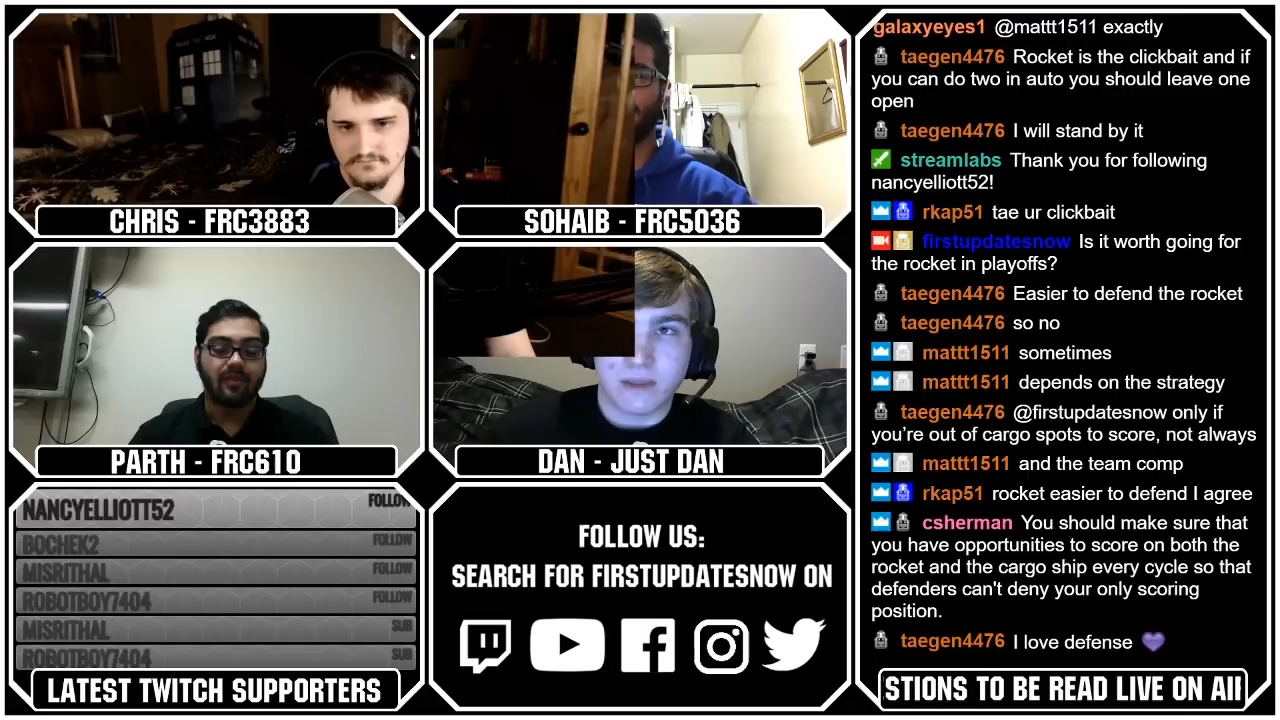 CHRIS - FRC3883
SOHAIB - FRC5036
PARTH - FRC610
DAN - JUST DAN
NANCYELLIOTT52 FOLLOW
BOCHEK2 FOLLOW
MISRITHAL FOLLOW
ROBOTBOY7404 FOLLOW
MISRITHAL SUB
ROBOTBOY7404 SUB
LATEST TWITCH SUPPORTERS
FOLLOW US:
SEARCH FOR FIRSTUPDATESNOW ON
galaxyeyes1 @mattt1511 exactly
taegen4476 Rocket is the clickbait and if
you can do two in auto you should leave one
open
taegen4476 I will stand by it
streamlabs Thank you for following
nancyelliott52!
rkap51 tae ur clickbait
firstupdatesnow Is it worth going for
the rocket in playoffs?
taegen4476 Easier to defend the rocket
taegen4476 so no
mattt1511 sometimes
mattt1511 depends on the strategy
taegen4476 @firstupdatesnow only if
you’re out of cargo spots to score, not always
mattt1511 and the team comp
rkap51 rocket easier to defend I agree
csherman You should make sure that
you have opportunities to score on both the
rocket and the cargo ship every cycle so that
defenders can't deny your only scoring
position.
taegen4476 I love defense
STIONS TO BE READ LIVE ON AIR